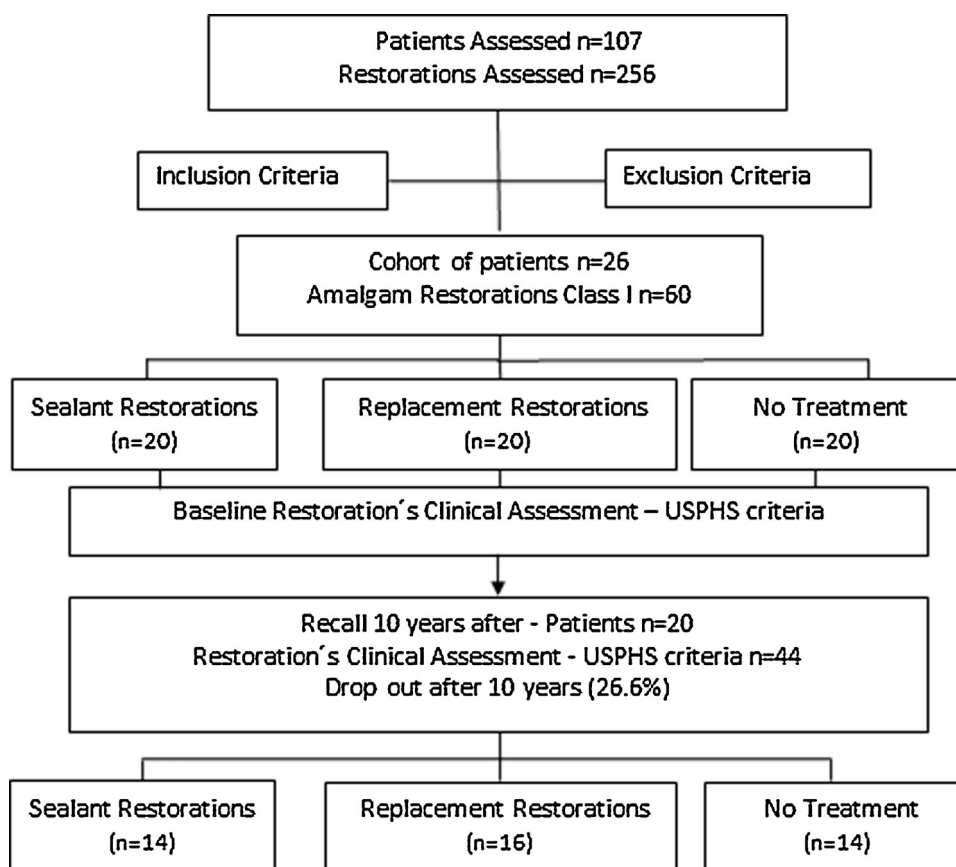 Patients Assessed n=107
Restorations Assessed n=256
Inclusion Criteria
Exclusion Criteria
Cohort of patients n=26
Amalgam Restorations Class I n=60
Sealant Restorations
(n=20)
Replacement Restorations
(n=20)
No Treatment
(n=20)
Baseline Restoration´s Clinical Assessment – USPHS criteria
Recall 10 years after - Patients n=20
Restoration´s Clinical Assessment - USPHS criteria n=44
Drop out after 10 years (26.6%)
Sealant Restorations
(n=14)
Replacement Restorations
(n=16)
No Treatment
(n=14)